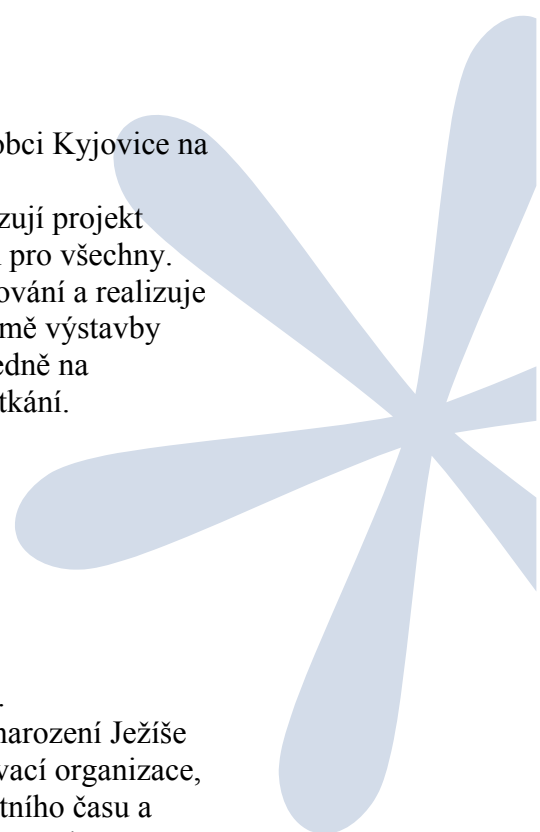 obci Kyjovice na
zují projekt
pro všechny.
ování a realizuje
mě výstavby
edně na
tkání.
.
narození Ježíše
vací organizace,
tního času a